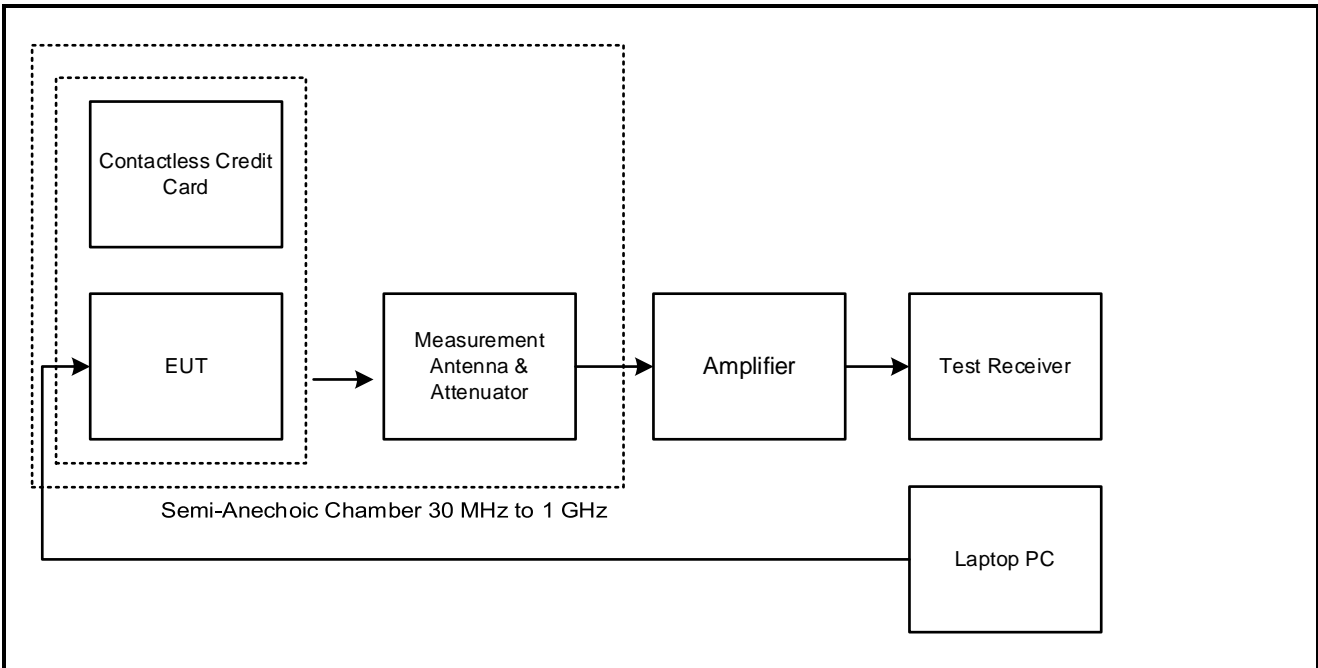 Contactless Credit
Card
EUT
Measurement
Antenna &
Attenuator
Amplifier
Test Receiver
Semi-Anechoic Chamber 30 MHz to 1 GHz
Laptop PC